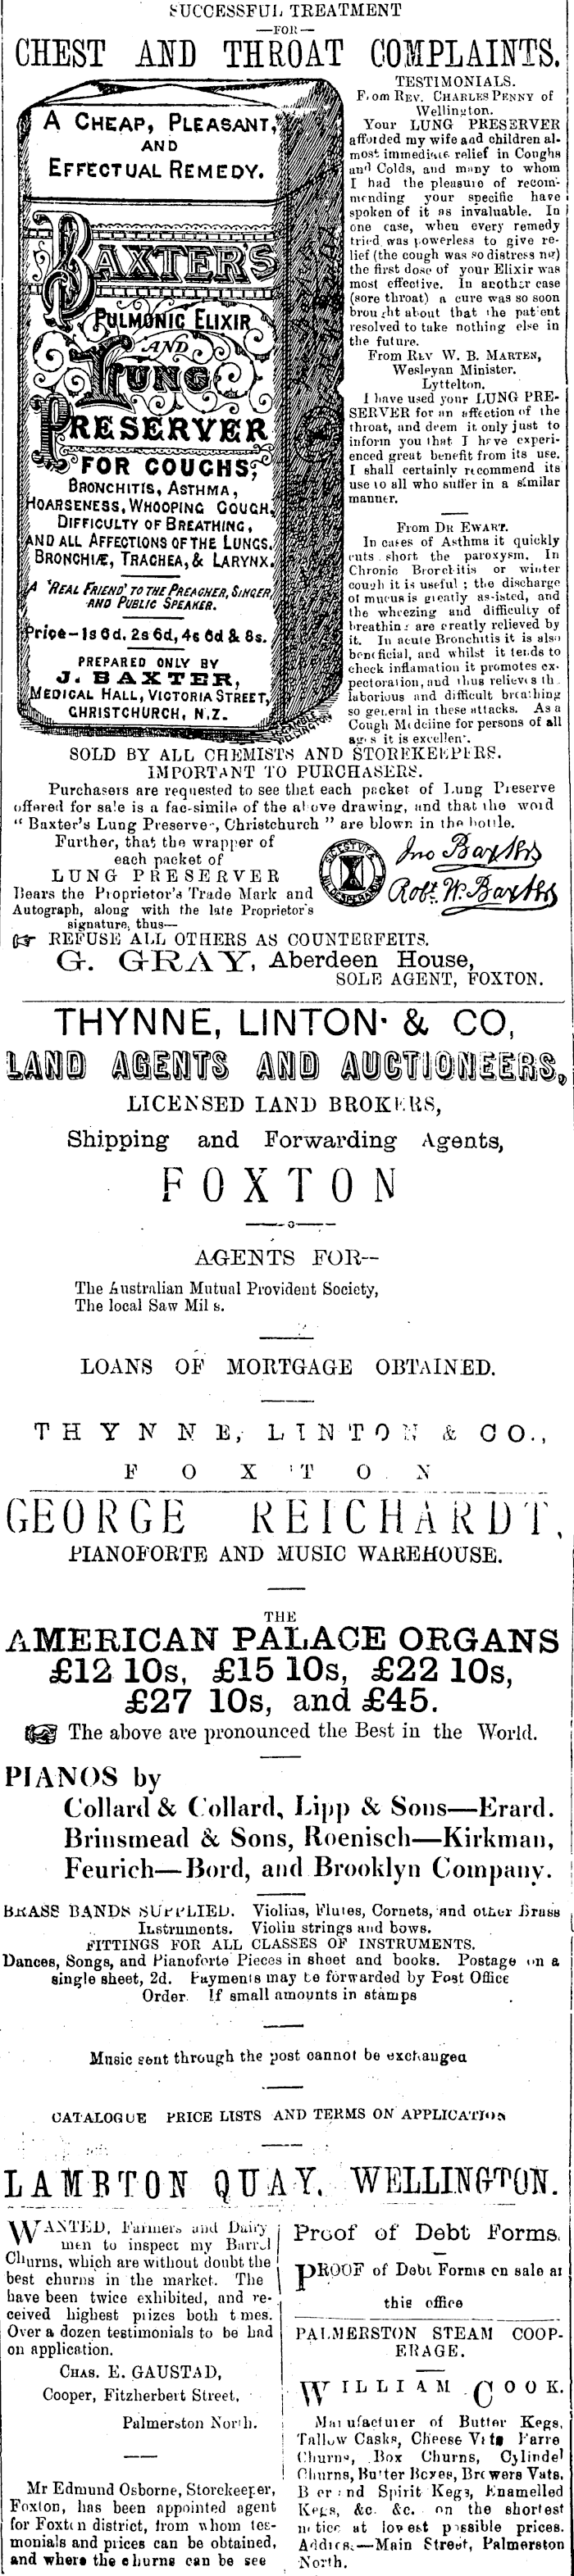 SUCCESSFUL TREATMENT
—FOR—
CHEST AND THROAT COMPLAINTS.
A CHEAP, PLEASANT,
AND
EFFECTUAL REMEDY.
BAXTER'S
PULMONIC ELIXIR
AND
LUNG
PRESERVER
FOR COUGHS,
BRONCHITIS, ASTHMA,
HOARSENESS, WHOOPING COUGH,
DIFFICULTY OF BREATHING,
AND ALL AFFECTIONS OF THE LUNGS.
BRONCHIÆ, TRACHEA, & LARYNX.
A 'REAL FRIEND' TO THE PREACHER, SINGER,
AND PUBLIC SPEAKER.
Price—1s 6d, 2s 6d, 4s 6d & 8s.
PREPARED ONLY BY
J. BAXTER,
MEDICAL HALL, VICTORIA STREET,
CHRISTCHURCH, N.Z.
TESTIMONIALS.
From REV. CHARLES PENNY of
Wellington.
Your LUNG PRESERVER
afforded my wife and children al-
most immediate relief in Coughs
and Colds, and many to whom
I had the pleasure of recom-
mending your specific have
spoken of it as invaluable. In
one case, when every remedy
tried was powerless to give re-
lief (the cough was so distress ng)
the first dose of your Elixir was
most effective. In another case
(sore throat) a cure was so soon
brought about that the patient
resolved to take nothing else in
the future.
From REV W. B. MARTEN,
Wesleyan Minister.
Lyttelton.
I have used your LUNG PRE-
SERVER for an affection of the
throat, and deem it only just to
inform you that I have experi-
enced great benefit from its use.
I shall certainly recommend its
use to all who suffer in a similar
manner.
From DR EWART.
In cases of Asthma it quickly
cuts short the paroxysm. In
Chronic Bronchitis or winter
cough it is useful; the discharge
of mucus is greatly assisted, and
the wheezing and difficulty of
breathing are greatly relieved by
it. In acute Bronchitis it is also
beneficial, and whilst it tends to
check inflamation it promotes ex-
pectoration, and thus relieves th
laborious and difficult breathing
so general in these attacks. As a
Cough Medciine for persons of all
ages it is excellent.
SOLD BY ALL CHEMISTS AND STOREKEEPERS.
IMPORTANT TO PURCHASERS.
Purchasers are requested to see that each packet of Lung Preserve
offered for sale is a fac-simile of the above drawing, and that the word
" Baxter's Lung Preserver, Christchurch " are blown in the bottle.
Further, that the wrapper of
each packet of
LUNG PRESERVER
Bears the Proprietor's Trade Mark and
Autograph, along with the late Proprietor's
signature, thus—
Jno Baxter
Robt. W. Baxter
REFUSE ALL OTHERS AS COUNTERFEITS.
G. GRAY, Aberdeen House,
SOLE AGENT, FOXTON.
THYNNE, LINTON & CO,
LAND AGENTS AND AUCTIONEERS,
LICENSED LAND BROKERS,
Shipping and Forwarding Agents,
FOXTON
—o—
AGENTS FOR—
The Australian Mutual Provident Society,
The local Saw Mil s.
LOANS OF MORTGAGE OBTAINED.
THYNNE, LINTON & CO.,
FOXTON
GEORGE REICHARDT,
PIANOFORTE AND MUSIC WAREHOUSE.
THE
AMERICAN PALACE ORGANS
£12 10s, £15 10s, £22 10s,
£27 10s, and £45.
The above are pronounced the Best in the World.
PIANOS by
Collard & Collard, Lipp & Sons—Erard.
Brinsmead & Sons, Roenisch—Kirkman,
Feurich—Bord, and Brooklyn Company.
BRASS BANDS SUPPLIED. Violins, Flutes, Cornets, and other Brass
Instruments. Violin strings and bows.
FITTINGS FOR ALL CLASSES OF INSTRUMENTS.
Dances, Songs, and Pianoforte Pieces in sheet and books. Postage on a
single sheet, 2d. Payments may be forwarded by Post Office
Order. If small amounts in stamps
Music sent through the post cannot be exchanged
CATALOGUE PRICE LISTS AND TERMS ON APPLICATION
LAMBTON QUAY, WELLINGTON.
WANTED, Farmers and Dairy
men to inspect my Barrel
Churns, which are without doubt the
best churns in the market. The
have been twice exhibited, and re-
ceived highest prizes both times.
Over a dozen testimonials to be had
on application.
CHAS. E. GAUSTAD,
Cooper, Fitzherbert Street,
Palmerston North.
Mr Edmund Osborne, Storekeeper,
Foxton, has been appointed agent
for Foxton district, from whom tes-
monials and prices can be obtained,
and where the churns can be see
Proof of Debt Forms.
PROOF of Debt Forms on sale at
this office
PALMERSTON STEAM COOP-
ERAGE.
WILLIAM COOK.
Manufacturer of Butter Kegs,
Tallow Casks, Cheese Vats Barre
Churns, Box Churns, Cylindel
Churns, Butter Boxes, Brewers Vats.
Beer and Spirit Kegs, Enamelled
Kegs, &c. &c. on the shortest
notice at lowest possible prices.
Address—Main Street, Palmerston
North.